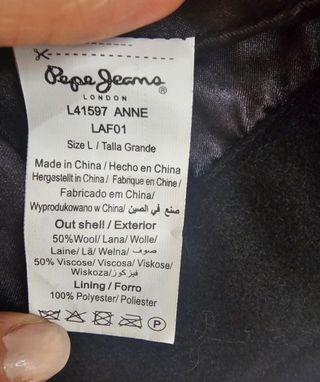 Pepe Jeans ®
LONDON
L41597 ANNE
LAF01
Size L / Talla Grande
Made in China / Hecho en China
Hergestellt in China / Fabrique en Chine/
Fabricado em China/
Wyprodukowano w China/ صنع في الصين
Out shell / Exterior
50%Wool/ Lana/ Wolle/
Laine/ Lã/ Welna/ صوف
50% Viscose/ Viscosa/ Viskose/
Wiskoza/ فيزكوز
Lining / Forro
100% Polyester/ Poliester
P